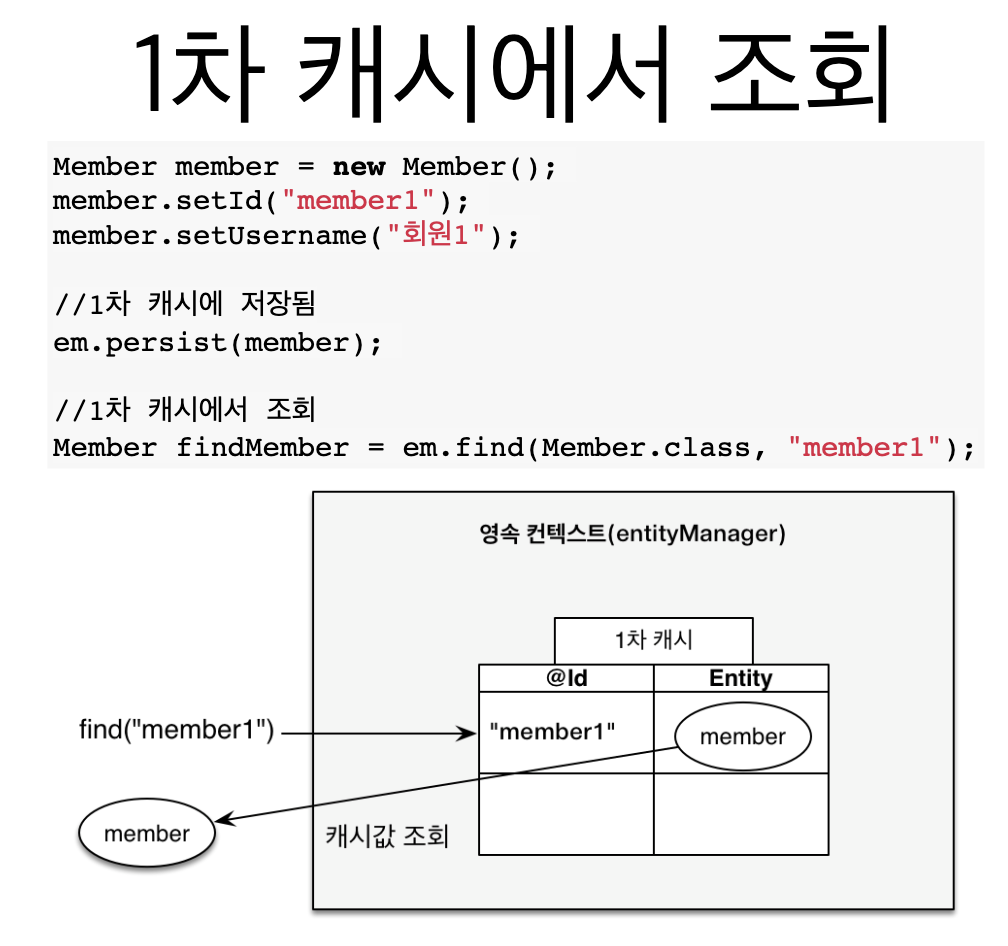 1차 캐시에서 조회
Member member = new Member();
member.setId("member1");
member.setUsername("회원1");
//1차 캐시에 저장됨
em.persist(member);
//1차 캐시에서 조회
Member findMember = em.find(Member.class, "member1");
영속 컨텍스트(entityManager)
1차 캐시
@Id Entity
find("member1")
"member1" member
member
캐시값 조회